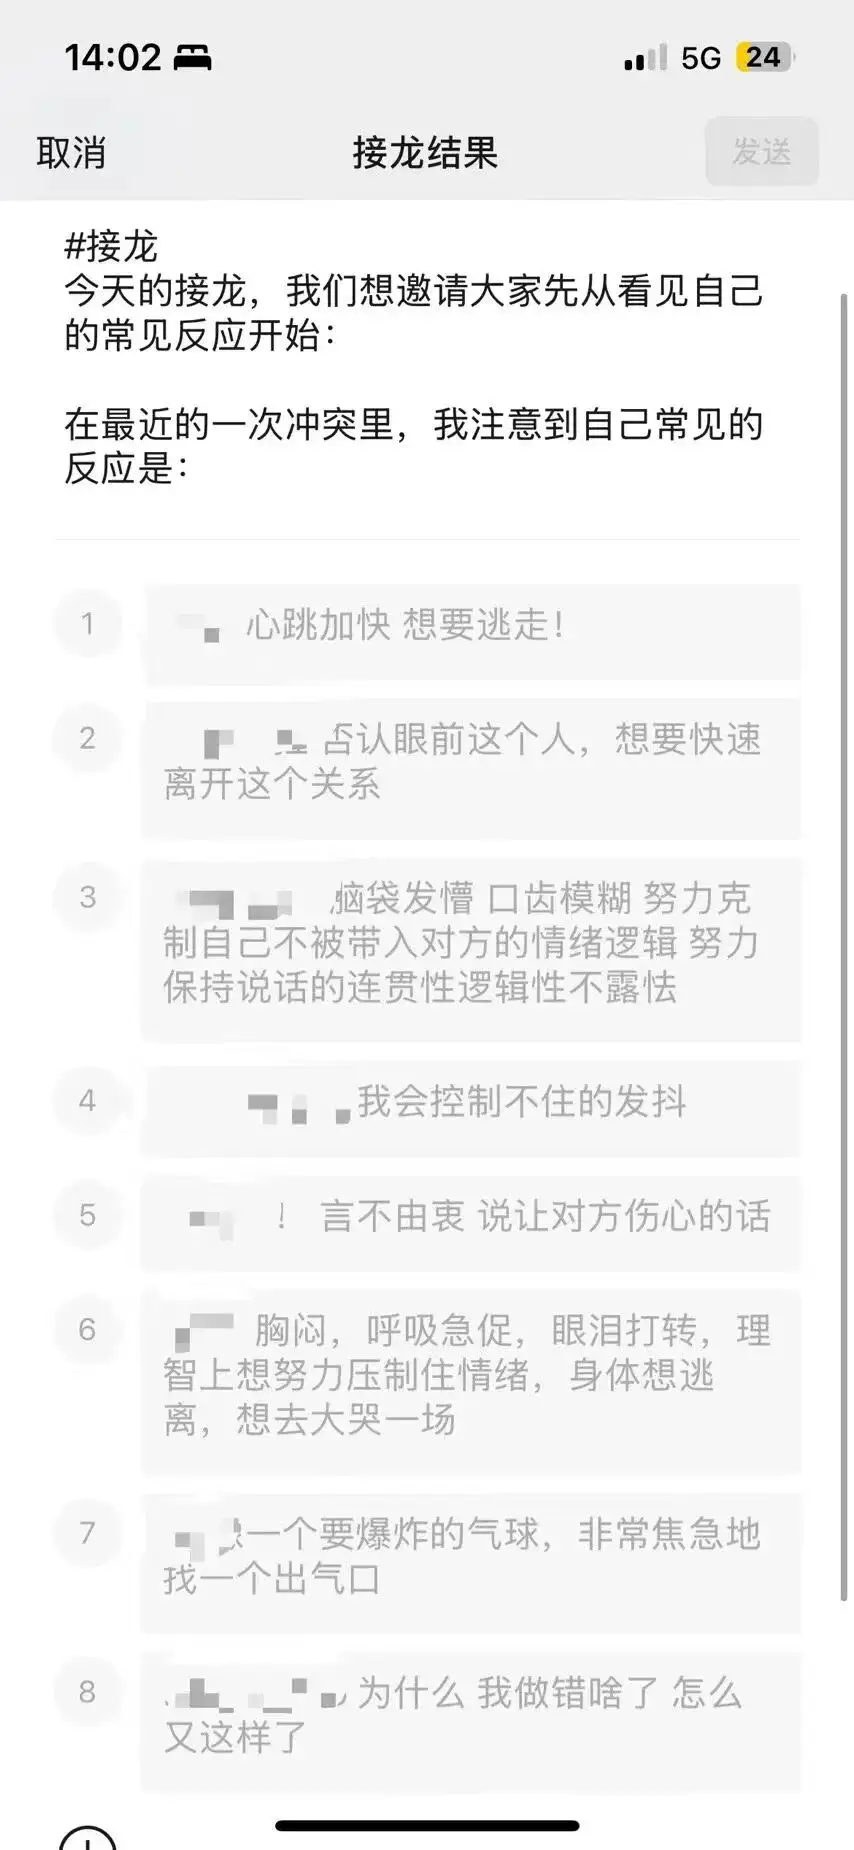 14:02
5G
24
取消
接龙结果
发送
#接龙
今天的接龙，我们想邀请大家先从看见自己
的常见反应开始：
在最近的一次冲突里，我注意到自己常见的
反应是：
1
心跳加快 想要逃走！
2
否认眼前这个人，想要快速
离开这个关系
3
脑袋发懵 口齿模糊 努力克
制自己不被带入对方的情绪逻辑 努力
保持说话的连贯性逻辑性不露怯
4
我会控制不住的发抖
5
！ 言不由衷 说让对方伤心的话
6
胸闷，呼吸急促，眼泪打转，理
智上想努力压制住情绪，身体想逃
离，想去大哭一场
7
一个要爆炸的气球，非常焦急地
找一个出气口
8
为什么 我做错啥了 怎么
又这样了